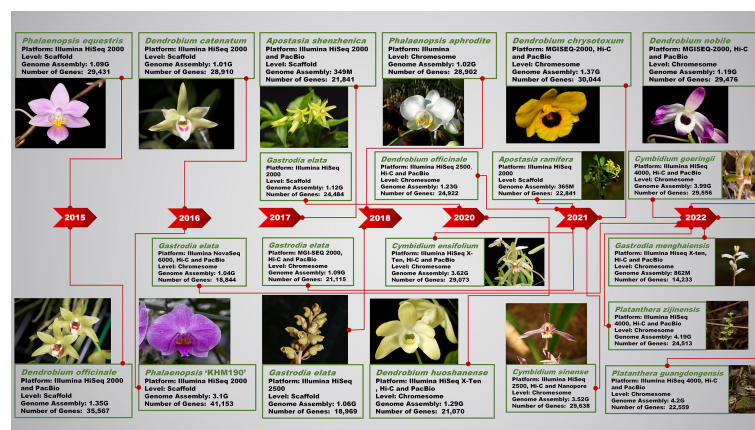 Phalaenopsis equestris
Platform: Illumina HiSeq 2000
Level: Scaffold
Genome Assembly: 1.09G
Number of Genes:
29,431
Dendrobium catenatum
Platform: Illumina HiSeq 2000
Level: Scaffold
Genome Assembly: 1.01G
Number of Genes: 28,910
Apostasia shenzhenica
Platform: Illumina HiSeq 2000
and PacBio
Level: Scaffold
Genome Assembly: 349M
Number of Genes: 21,841
Phalaenopsis aphrodite
Platform: Illumina
Level: Chromosome
Genome Assembly: 1.02G
Number of Genes: 28,902
Dendrobium chrysotoxum
Platform: MGISEQ-2000, Hi-C
and PacBio
Level: Chromosome
Genome Assembly: 1.37G
Number of Genes: 30,044
Dendrobium nobile
Platform: MGISEQ-2000, Hi-C
and PacBio
Level: Chromosome
Genome Assembly: 1.19G
Number of Genes: 29,476
Gastrodia elata
Platform: Illumina HiSeq
2000
Level: Scaffold
Genome Assembly: 1.12G
Number of Genes: 24,484
Dendrobium officinale
Platform: Illumina HiSeq 2500,
Hi-C and PacBio
Level: Chromosome
Genome Assembly: 1.23G
Number of Genes: 24,922
Apostasia ramifera
Platform: Illumina HiSeq
2000
Level: Scaffold
Genome Assembly: 365M
Number of Genes: 22,841
Cymbidium goeringii
Platform: Illumina HiSeq
4000, Hi-C and PacBio
Level: Chromosome
Genome Assembly: 3.99G
Number of Genes: 29,556
2015
2016
2017
2018
2020
2021
2022
Gastrodia elata
Platform: Illumina NovaSeq
6000, Hi-C and PacBio
Level: Chromosome
Genome Assembly: 1.04G
Number of Genes: 18,844
Gastrodia elata
Platform: MGI-SEQ 2000,
Hi-C and PacBio
Level: Chromosome
Genome Assembly: 1.09G
Number of Genes: 21,115
Cymbidium ensifolium
Platform: Illumina HiSeq X-
Ten, Hi-C and PacBio
Level: Chromosome
Genome Assembly: 3.62G
Number of Genes: 29,073
Gastrodia menghaiensis
Platform: Illumina Hiseq X-ten,
Hi-C and PacBio
Level: Chromosome
Genome Assembly: 862M
Number of Genes: 14,233
Platanthera zijinensis
Platform: Illumina HiSeq
4000, Hi-C and PacBio
Level: Chromosome
Genome Assembly: 4.19G
Number of Genes: 24,513
Dendrobium officinale
Platform: Illumina HiSeq 2000
and PacBio
Level: Scaffold
Genome Assembly: 1.35G
Number of Genes: 35,567
Phalaenopsis 'KHM190'
Platform: Illumina HiSeq 2000
Level: Scaffold
Genome Assembly: 3.1G
Number of Genes: 41,153
Gastrodia elata
Platform: Illumina HiSeq
2500
Level: Scaffold
Genome Assembly: 1.06G
Number of Genes: 18,969
Dendrobium huoshanense
Platform: Illumina HiSeq X-Ten
, Hi-C and PacBio
Level: Chromosome
Genome Assembly: 1.29G
Number of Genes: 21,070
Cymbidium sinense
Platform: Illumina HiSeq
2500, Hi-C and Nanopore
Level: Chromosome
Genome Assembly: 3.52G
Number of Genes: 29,638
Platanthera guangdongensis
Platform: Illumina HiSeq 4000, Hi-C and
PacBio
Level: Chromosome
Genome Assembly: 4.2G
Number of Genes: 22,559